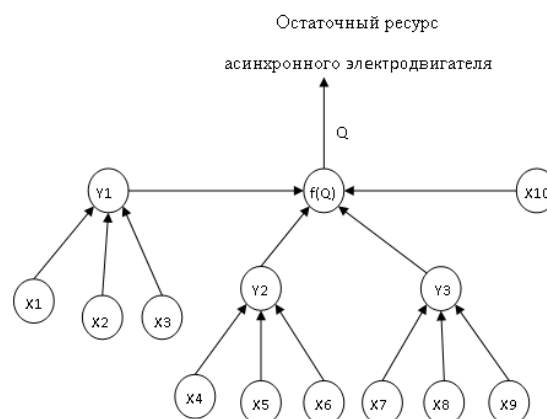 Остаточный ресурс
асинхронного электродвигателя
Q
Y1 f(Q) X10
X1 X2 X3
Y2 Y3
X4 X5 X6 X7 X8 X9